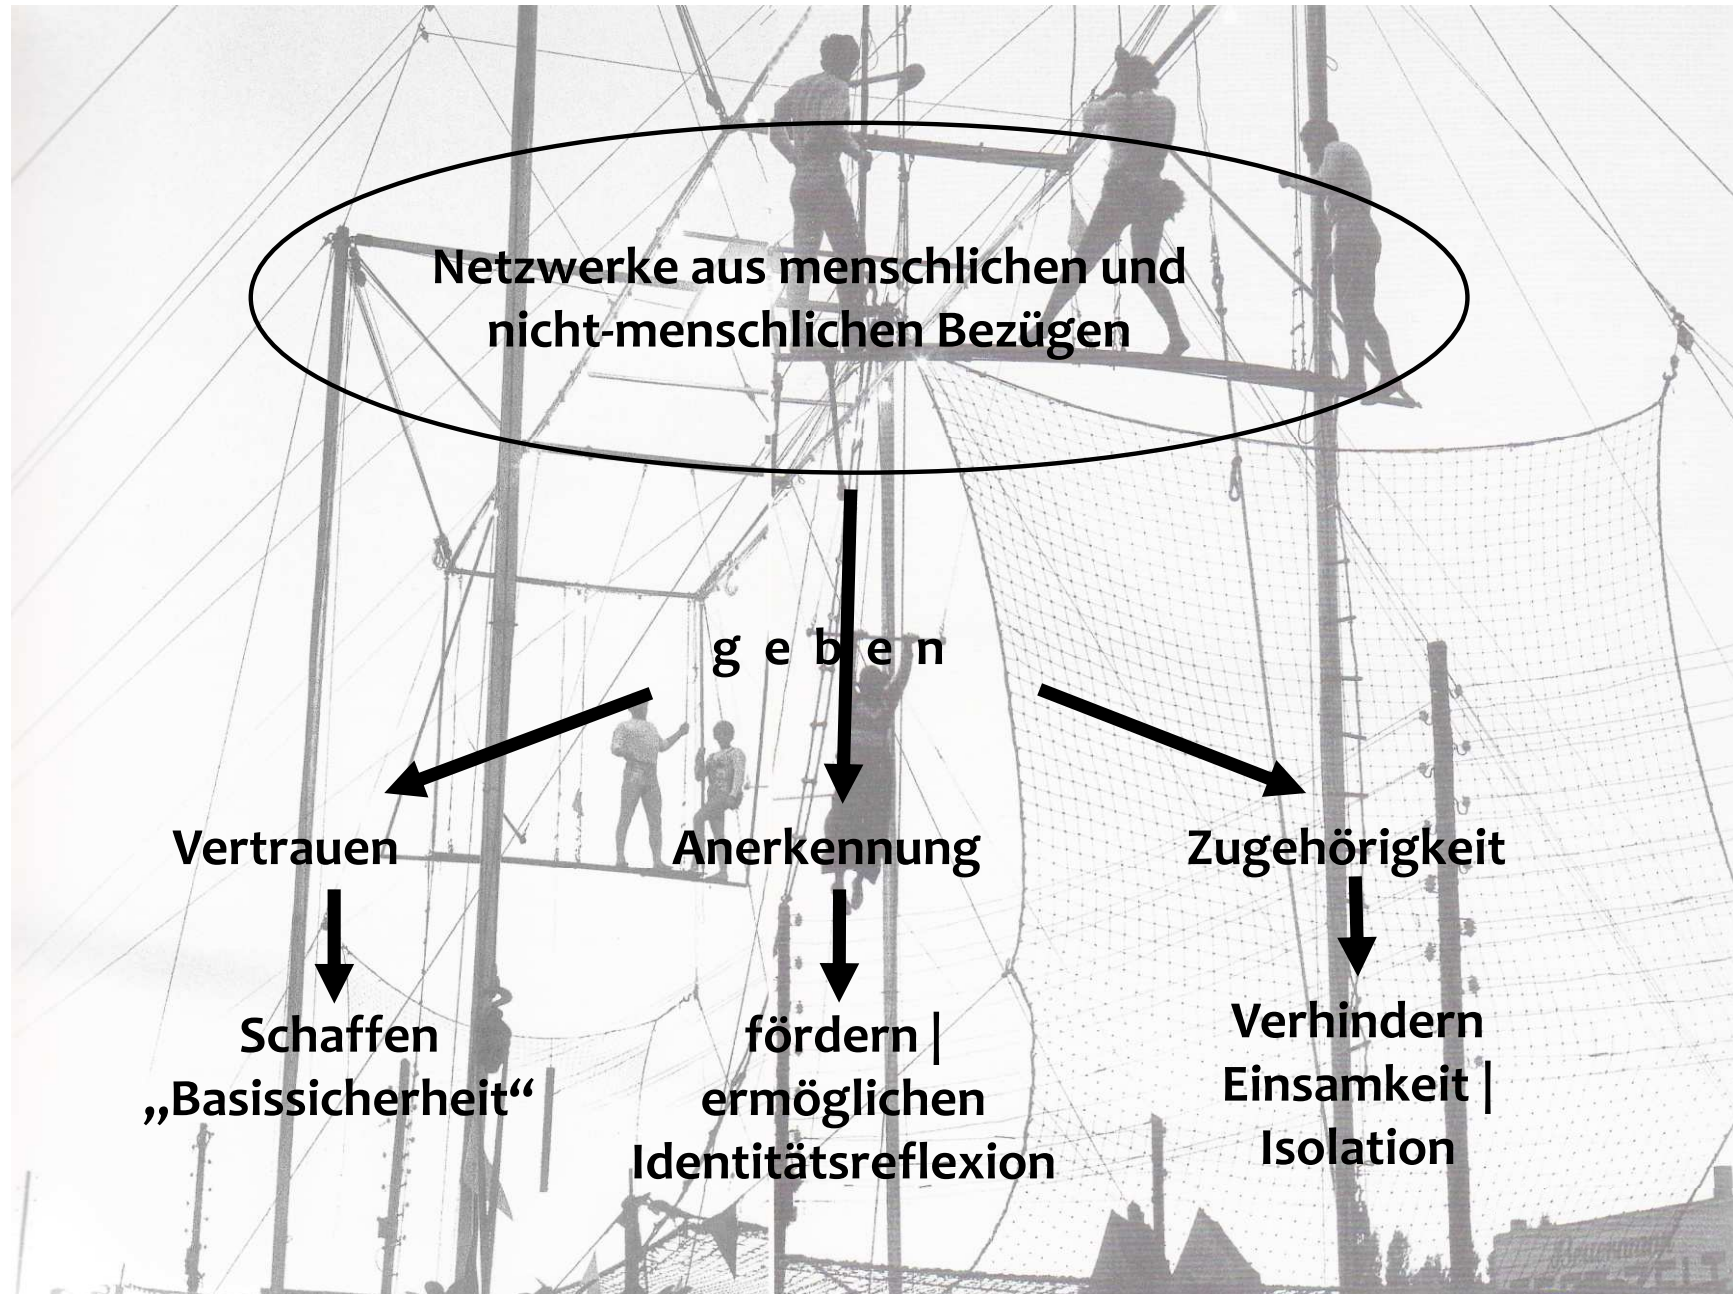 Netzwerke aus menschlichen und
nicht-menschlichen Bezügen
g e b e n
Vertrauen
Anerkennung
Zugehörigkeit
Schaffen
„Basissicherheit“
fördern |
ermöglichen
Identitätsreflexion
Verhindern
Einsamkeit |
Isolation